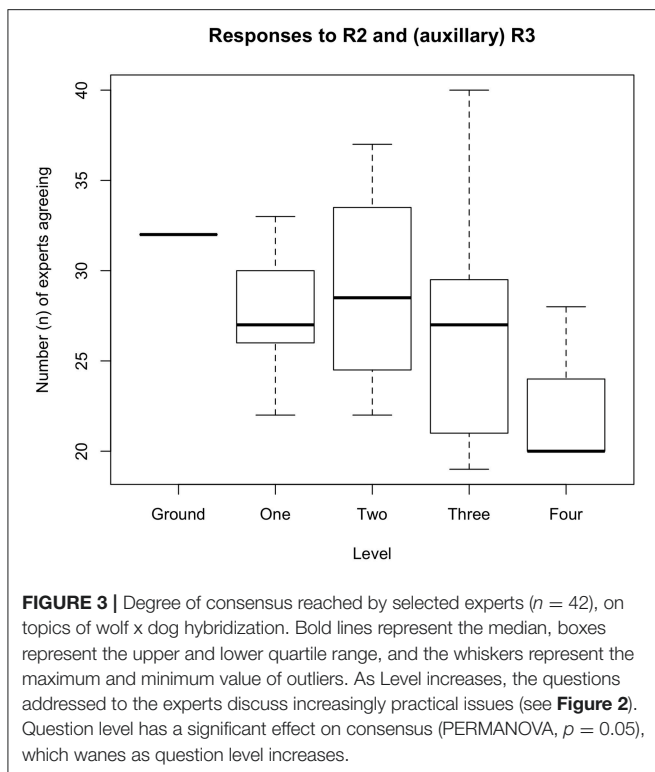 Responses to R2 and (auxillary) R3
Number (n) of experts agreeing
40
35
30
25
20
Ground One Two Three Four
Level
FIGURE 3 | Degree of consensus reached by selected experts (n = 42), on
topics of wolf x dog hybridization. Bold lines represent the median, boxes
represent the upper and lower quartile range, and the whiskers represent the
maximum and minimum value of outliers. As Level increases, the questions
addressed to the experts discuss increasingly practical issues (see Figure 2).
Question level has a significant effect on consensus (PERMANOVA, p = 0.05),
which wanes as question level increases.